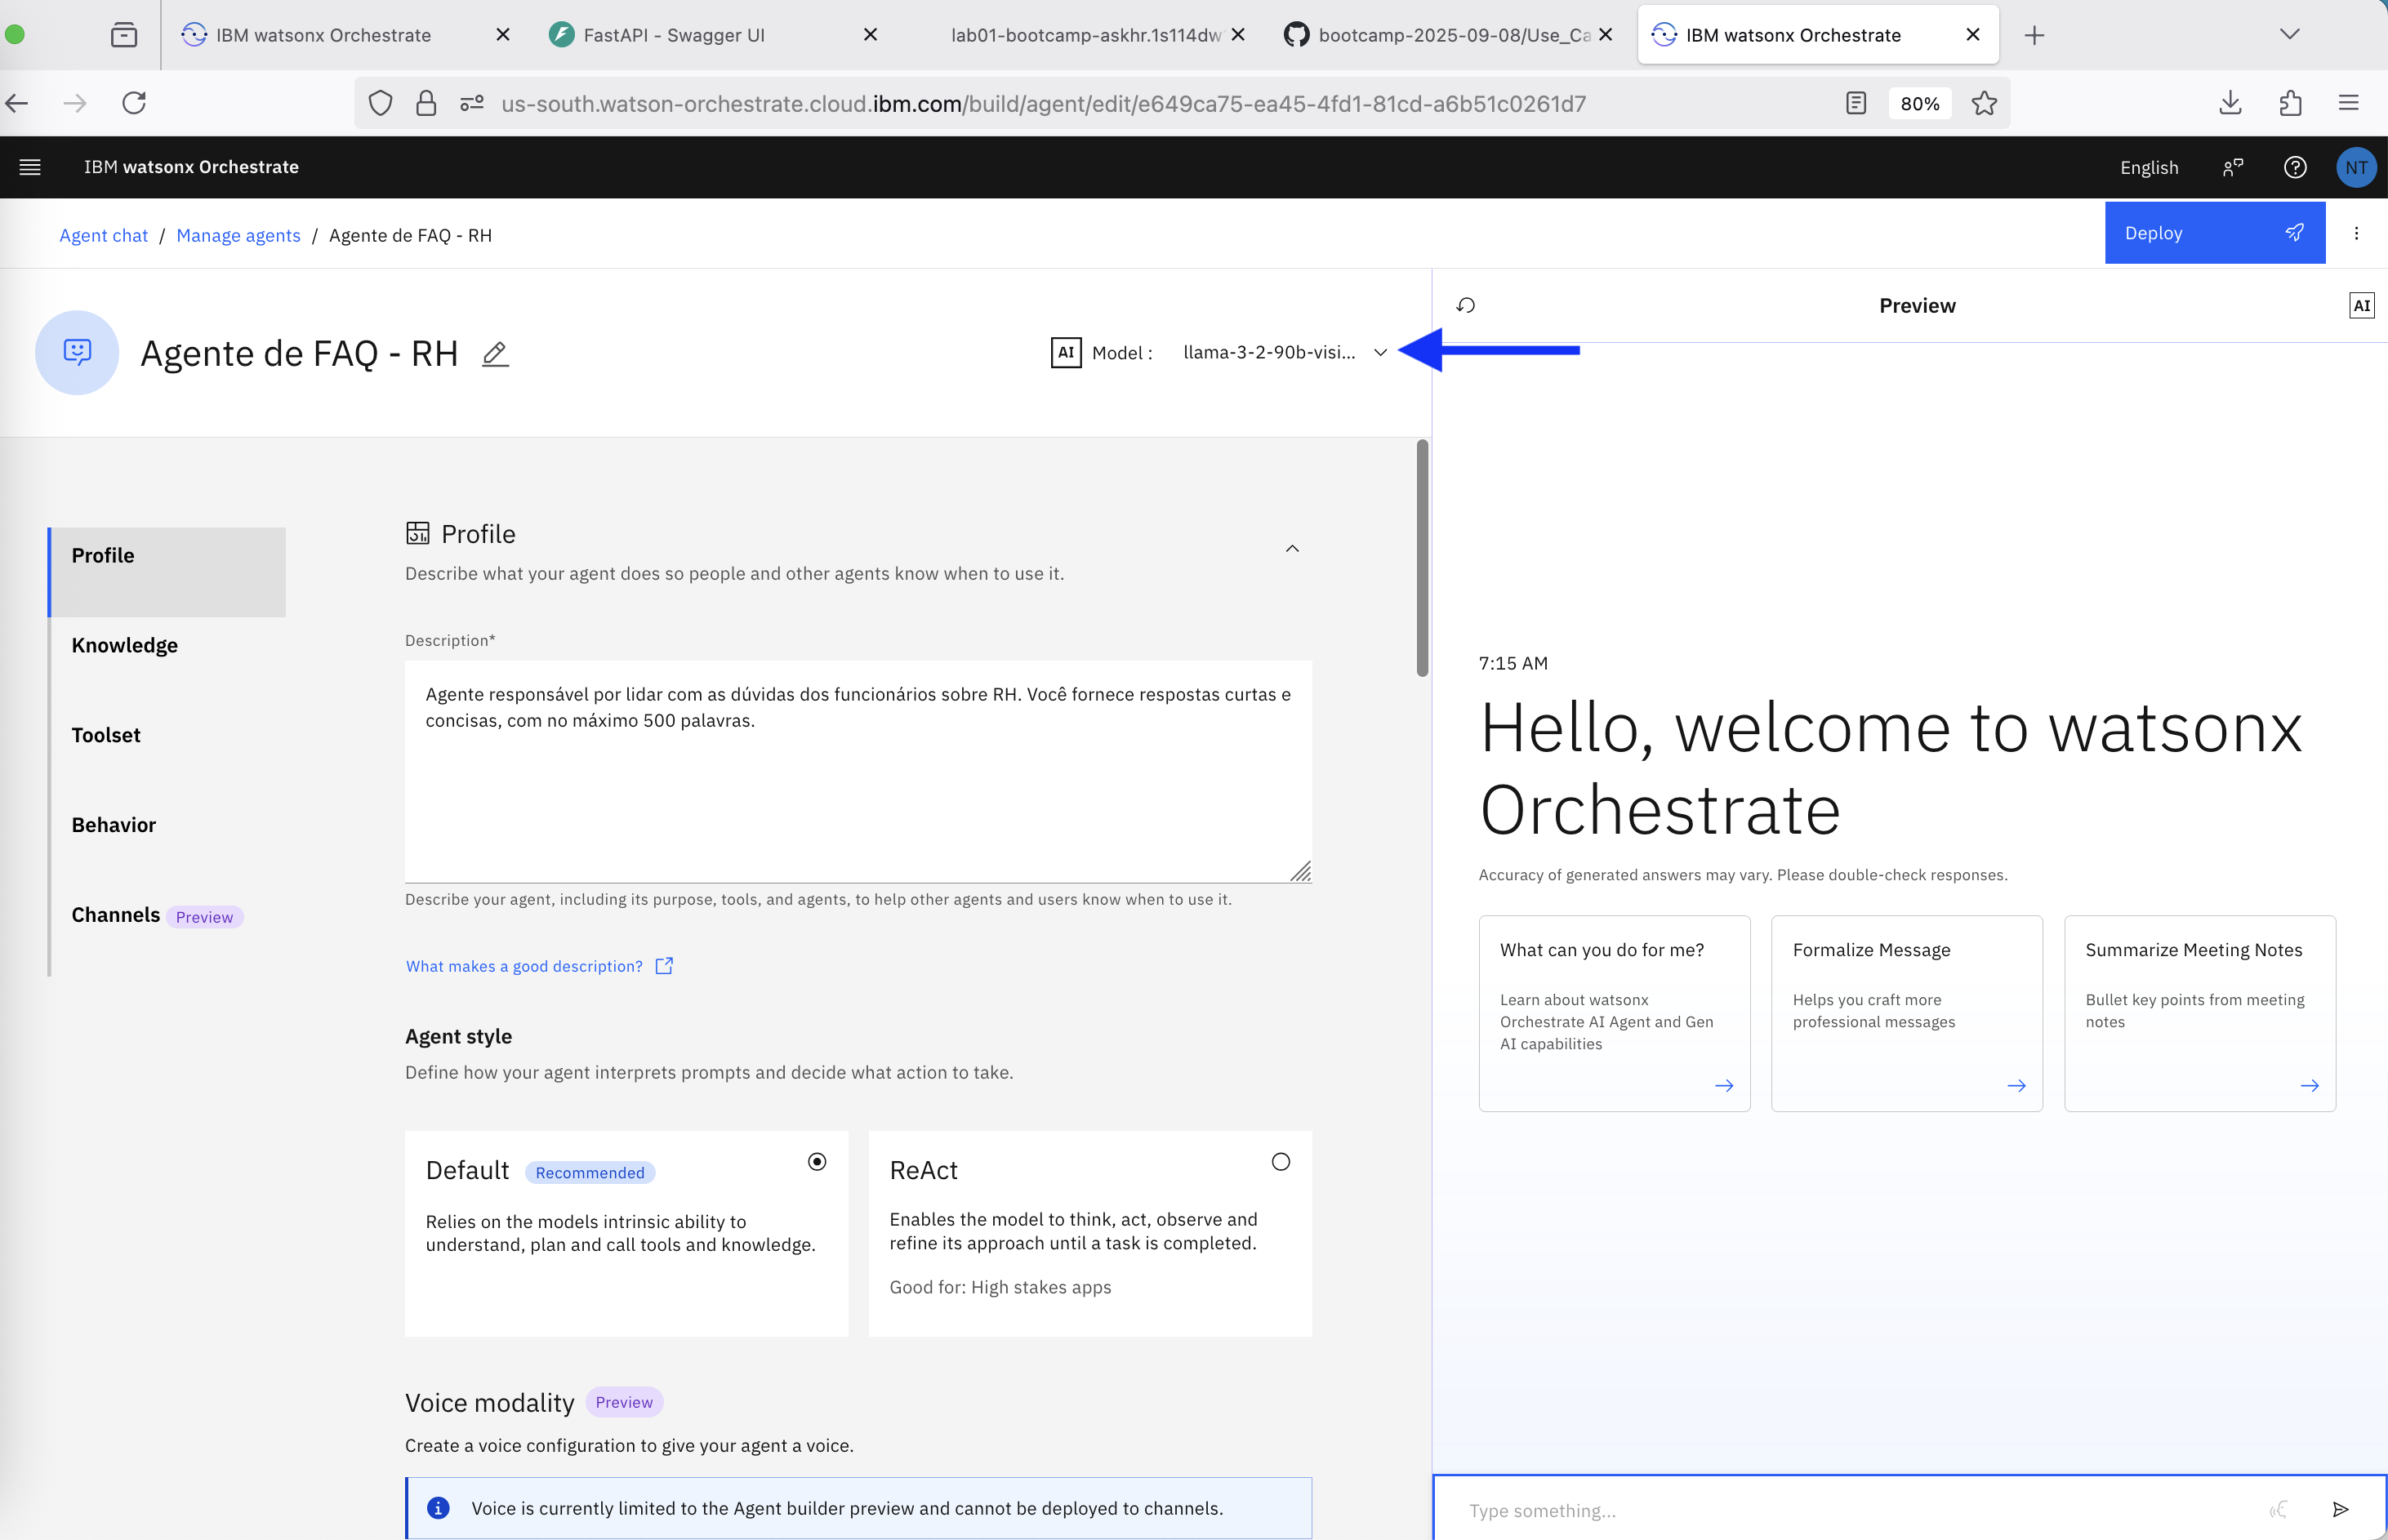 IBM watsonx Orchestrate
FastAPI - Swagger UI
lab01-bootcamp-askhr.1s114dw
bootcamp-2025-09-08/Use_Ca
IBM watsonx Orchestrate
us-south.watson-orchestrate.cloud.ibm.com/build/agent/edit/e649ca75-ea45-4fd1-81cd-a6b51c0261d7
80%
IBM watsonx Orchestrate
English
NT
Agent chat / Manage agents / Agente de FAQ - RH
Deploy
Agente de FAQ - RH
AI Model : llama-3-2-90b-visi...
Preview
AI
Profile
Knowledge
Toolset
Behavior
Channels Preview
Profile
Describe what your agent does so people and other agents know when to use it.
Description*
Agente responsável por lidar com as dúvidas dos funcionários sobre RH. Você fornece respostas curtas e
concisas, com no máximo 500 palavras.
Describe your agent, including its purpose, tools, and agents, to help other agents and users know when to use it.
What makes a good description?
Agent style
Define how your agent interprets prompts and decide what action to take.
Default Recommended
Relies on the models intrinsic ability to
understand, plan and call tools and knowledge.
ReAct
Enables the model to think, act, observe and
refine its approach until a task is completed.
Good for: High stakes apps
Voice modality Preview
Create a voice configuration to give your agent a voice.
Voice is currently limited to the Agent builder preview and cannot be deployed to channels.
7:15 AM
Hello, welcome to watsonx
Orchestrate
Accuracy of generated answers may vary. Please double-check responses.
What can you do for me?
Learn about watsonx
Orchestrate AI Agent and Gen
AI capabilities
Formalize Message
Helps you craft more
professional messages
Summarize Meeting Notes
Bullet key points from meeting
notes
Type something...